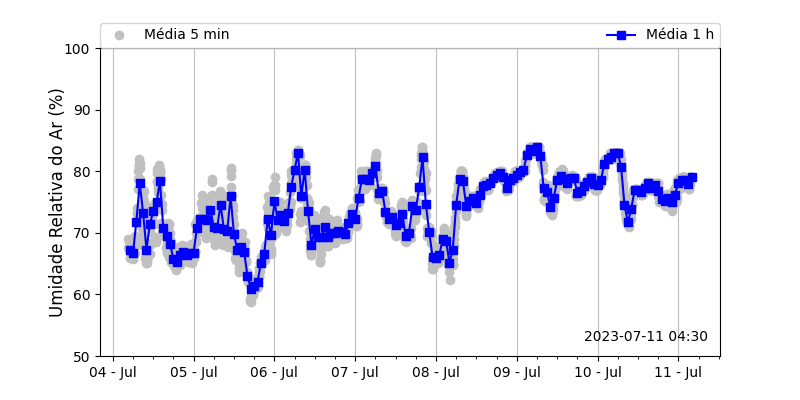 Média 5 min
Média 1 h
Umidade Relativa do Ar (%)
100
90
80
70
60
50
2023-07-11 04:30
04 - Jul
05 - Jul
06 - Jul
07 - Jul
08 - Jul
09 - Jul
10 - Jul
11 - Jul